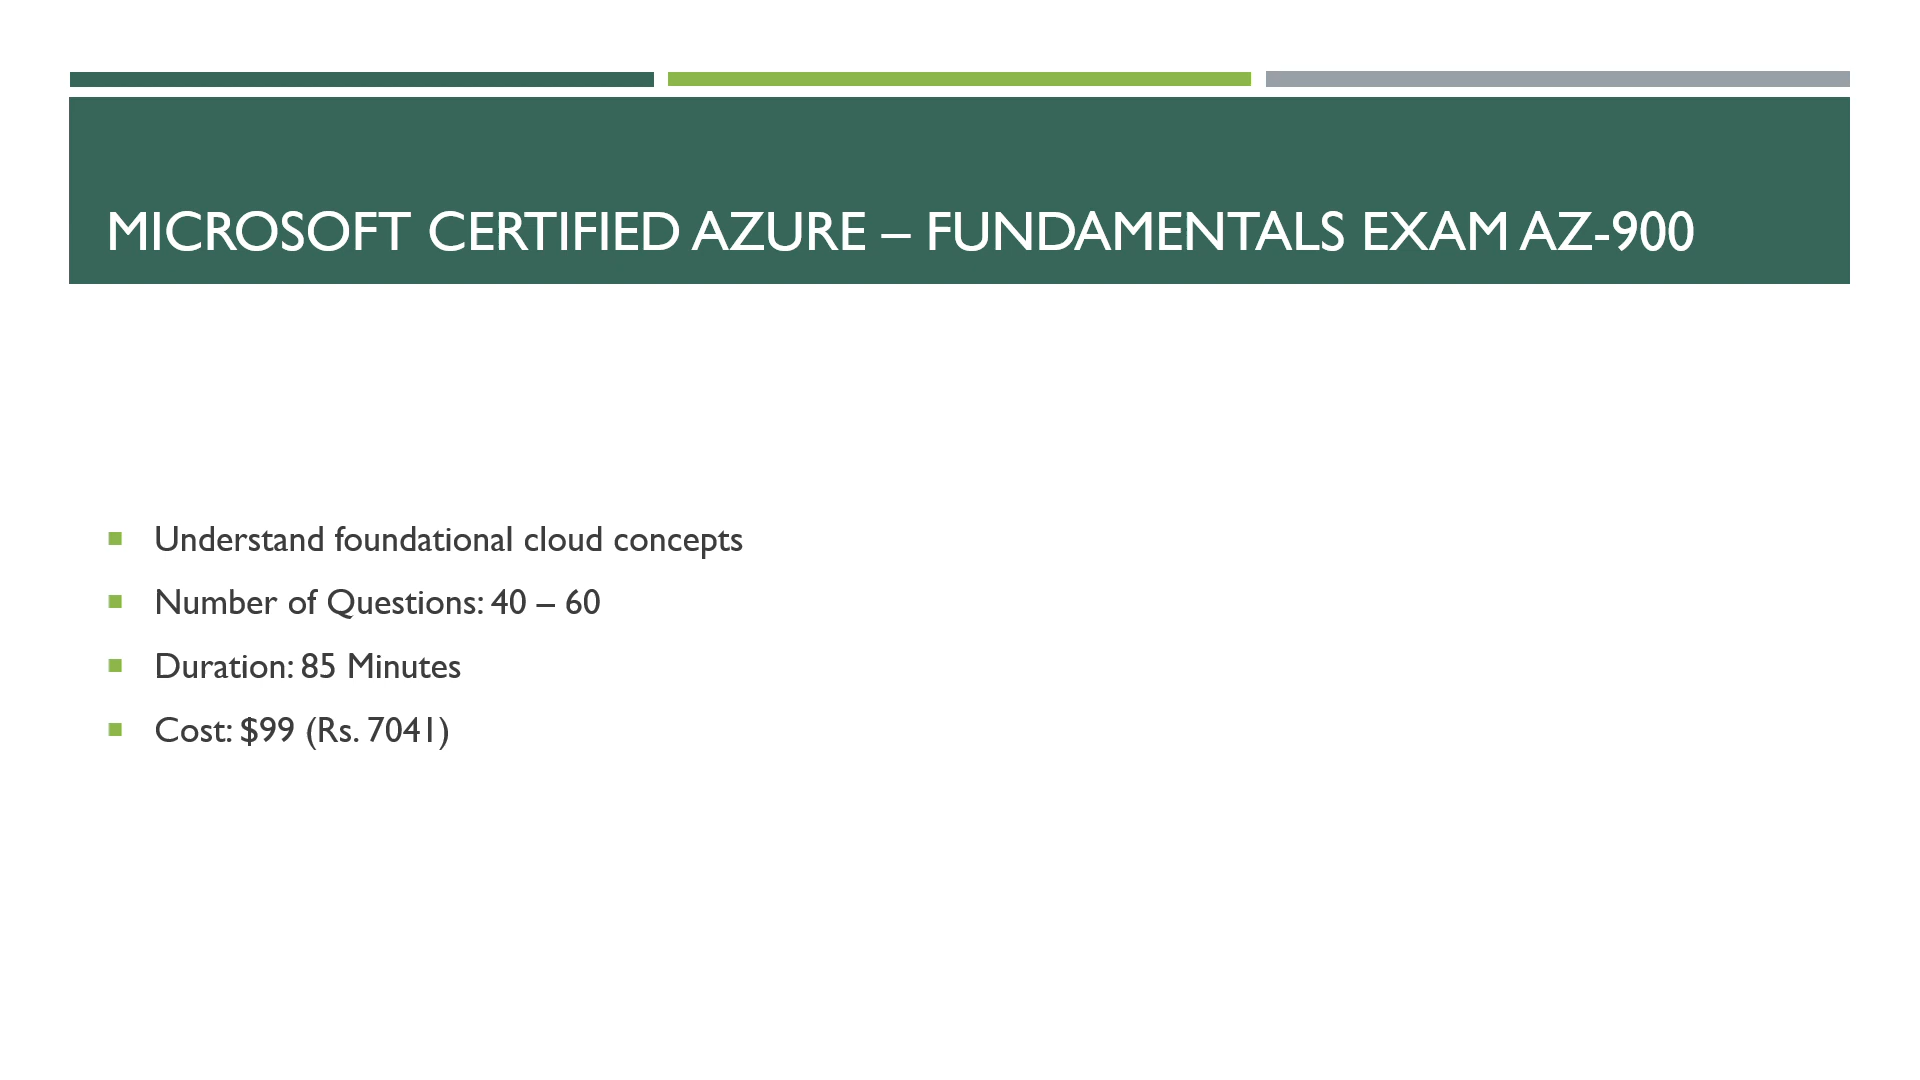 MICROSOFT CERTIFIED AZURE – FUNDAMENTALS EXAM AZ-900
Understand foundational cloud concepts
Number of Questions: 40 – 60
Duration: 85 Minutes
Cost: $99 (Rs. 7041)